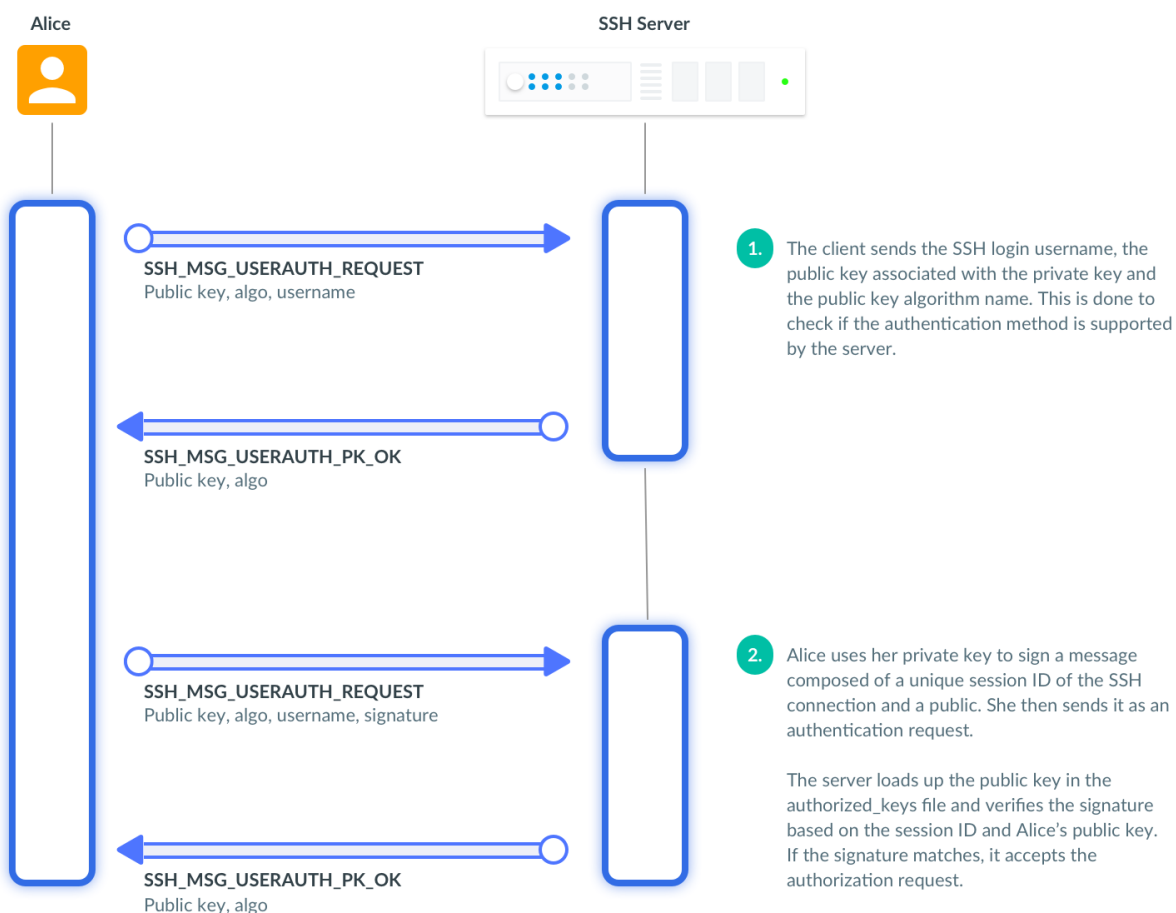 Alice
SSH Server
SSH_MSG_USERAUTH_REQUEST
Public key, algo, username
1.
The client sends the SSH login username, the
public key associated with the private key and
the public key algorithm name. This is done to
check if the authentication method is supported
by the server.
SSH_MSG_USERAUTH_PK_OK
Public key, algo
SSH_MSG_USERAUTH_REQUEST
Public key, algo, username, signature
2.
Alice uses her private key to sign a message
composed of a unique session ID of the SSH
connection and a public. She then sends it as an
authentication request.
The server loads up the public key in the
authorized_keys file and verifies the signature
based on the session ID and Alice’s public key.
If the signature matches, it accepts the
authorization request.
SSH_MSG_USERAUTH_PK_OK
Public key, algo